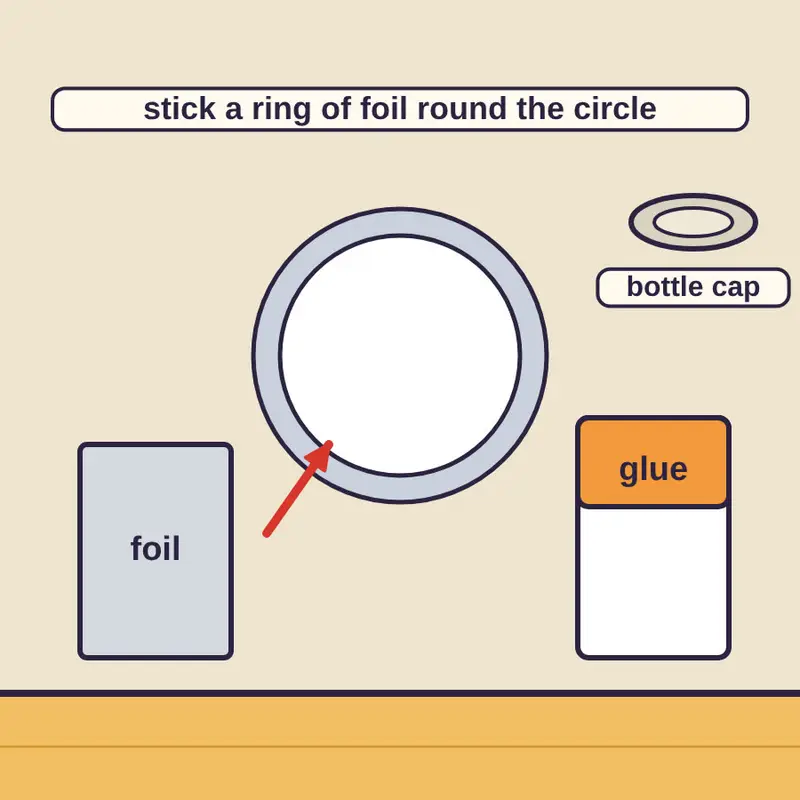 stick a ring of foil round the circle
bottle cap
glue
foil